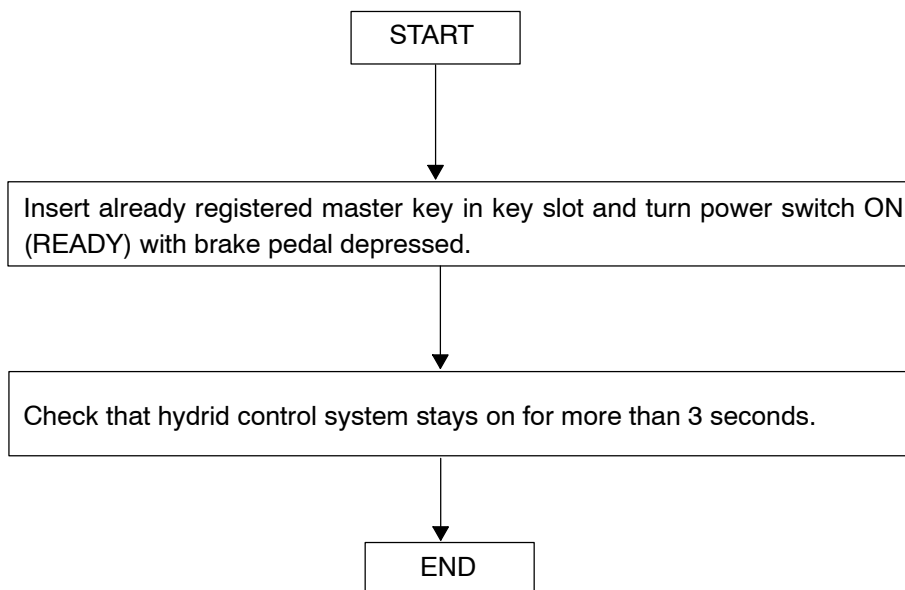 START
Insert already registered master key in key slot and turn power switch ON
(READY) with brake pedal depressed.
Check that hydrid control system stays on for more than 3 seconds.
END